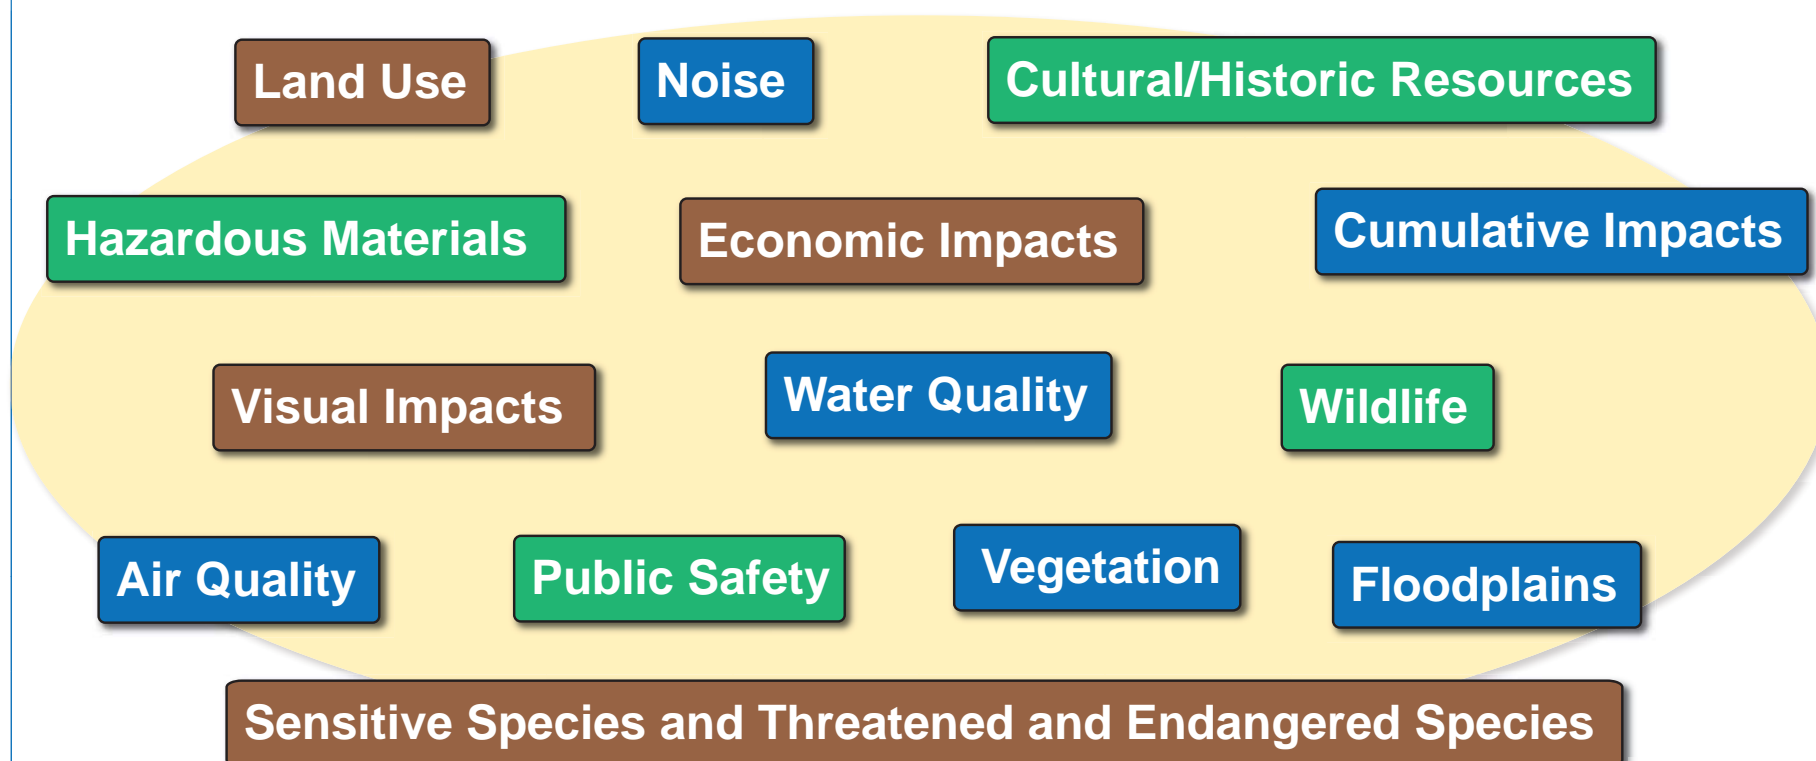 Land Use
Noise
Cultural/Historic Resources
Hazardous Materials
Economic Impacts
Cumulative Impacts
Visual Impacts
Water Quality
Wildlife
Air Quality
Public Safety
Vegetation
Floodplains
Sensitive Species and Threatened and Endangered Species